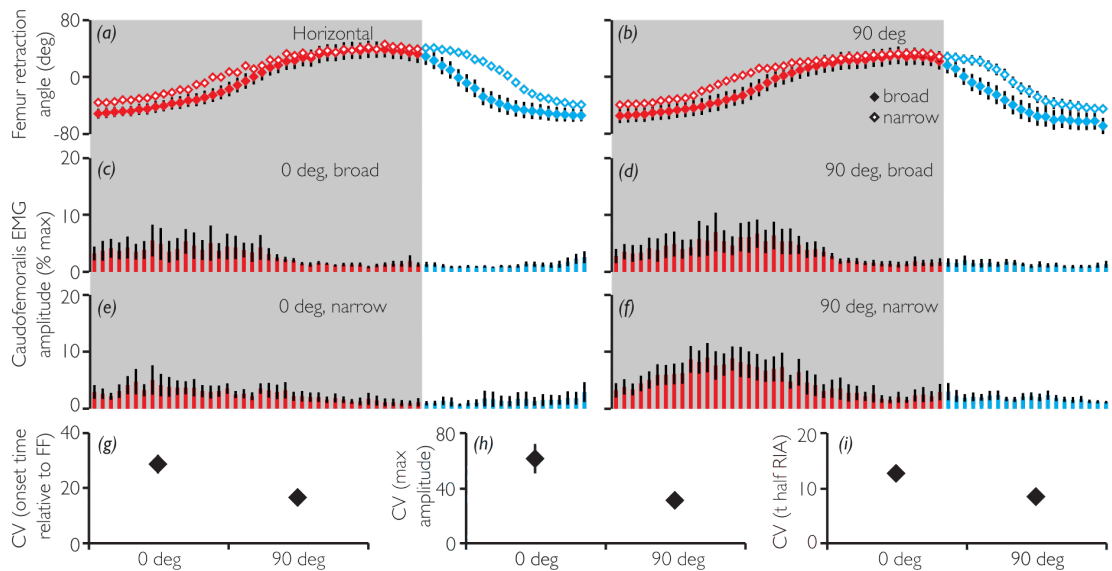 (a)
Horizontal
(b)
90 deg
Femur retraction
angle (deg)
80
0
-80
broad
narrow
(c)
0 deg, broad
(d)
90 deg, broad
20
10
0
(e)
0 deg, narrow
(f)
90 deg, narrow
20
10
0
Caudofemoralis EMG
amplitude (% max)
(g)
CV (onset time
relative to FF)
40
20
0
0 deg
90 deg
(h)
CV (max
amplitude)
80
40
0
0 deg
90 deg
(i)
CV (t half RIA)
20
10
0
0 deg
90 deg